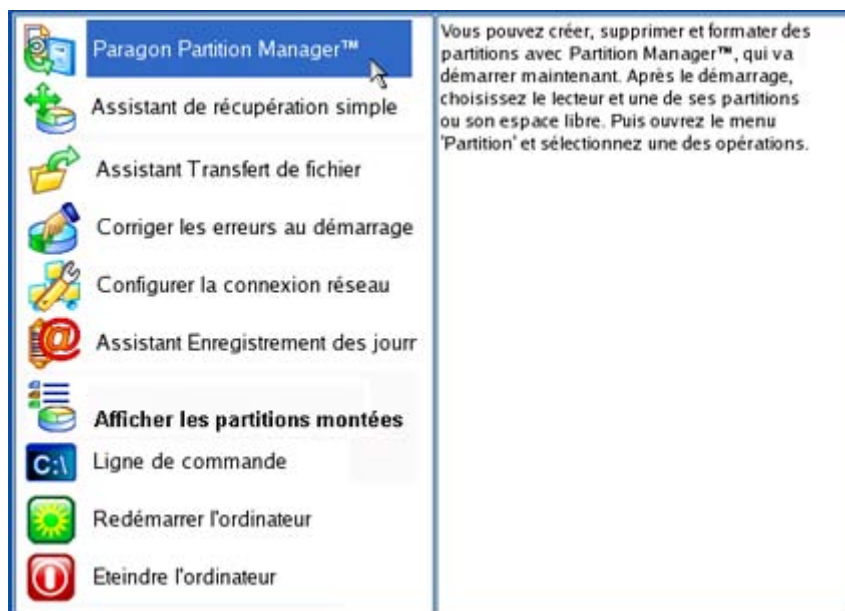 Paragon Partition Manager™
Assistant de récupération simple
Assistant Transfert de fichier
Corriger les erreurs au démarrage
Configurer la connexion réseau
Assistant Enregistrement des jourr
Afficher les partitions montées
C:\
Ligne de commande
Redémarrer l'ordinateur
Eteindre l'ordinateur
Vous pouvez créer, supprimer et formater des
partitions avec Partition Manager™, qui va
démarrer maintenant. Après le démarrage,
choisissez le lecteur et une de ses partitions
ou son espace libre. Puis ouvrez le menu
'Partition' et sélectionnez une des opérations.